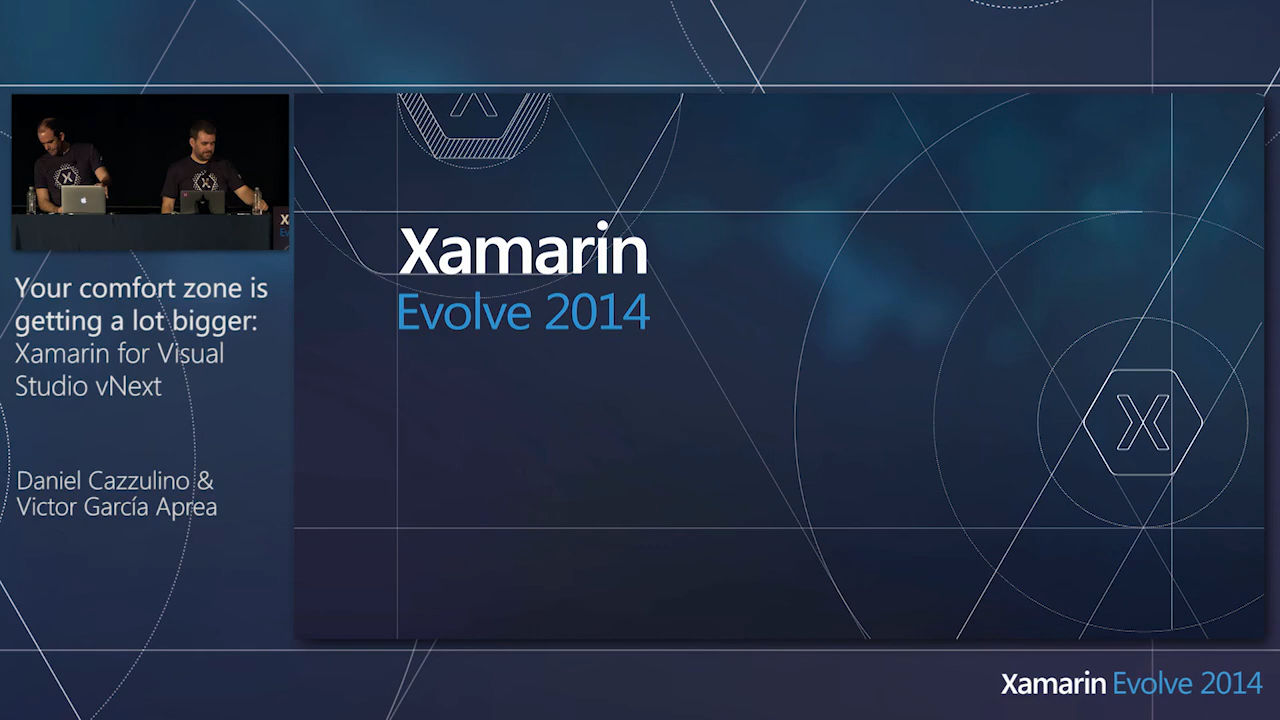 Your comfort zone is
getting a lot bigger:
Xamarin for Visual
Studio vNext
Daniel Cazzulino &
Victor García Aprea
X
Xamarin
Evolve 2014
X
Xamarin Evolve 2014